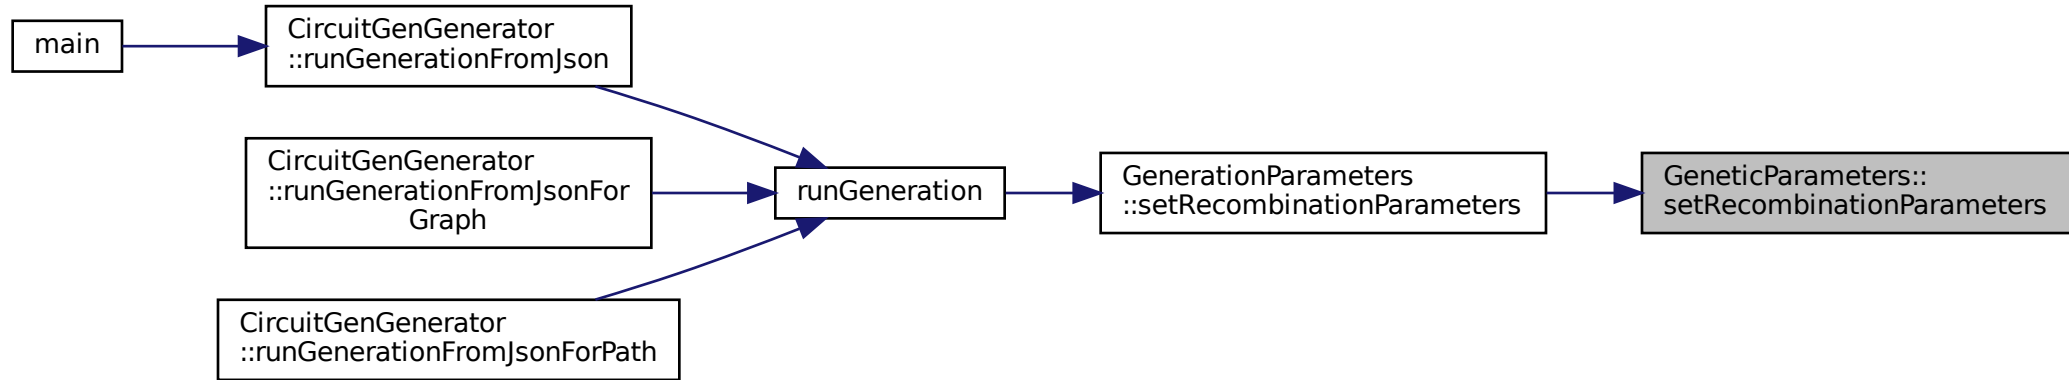 main
CircuitGenGenerator
::runGenerationFromJson
CircuitGenGenerator
::runGenerationFromJsonFor
Graph
CircuitGenGenerator
::runGenerationFromJsonForPath
runGeneration
GenerationParameters
::setRecombinationParameters
GeneticParameters::
setRecombinationParameters